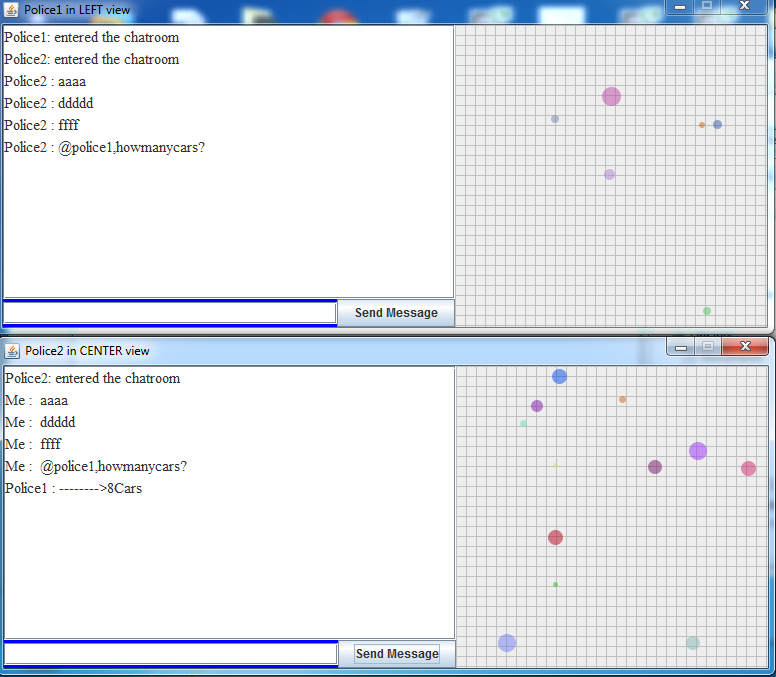 Police1 in LEFT view
Police1: entered the chatroom
Police2: entered the chatroom
Police2 : aaaa
Police2 : ddddd
Police2 : ffff
Police2 : @police1,howmanycars?
Send Message
Police2 in CENTER view
Police2: entered the chatroom
Me :  aaaa
Me :  ddddd
Me :  ffff
Me :  @police1,howmanycars?
Police1 : -------->8Cars
Send Message